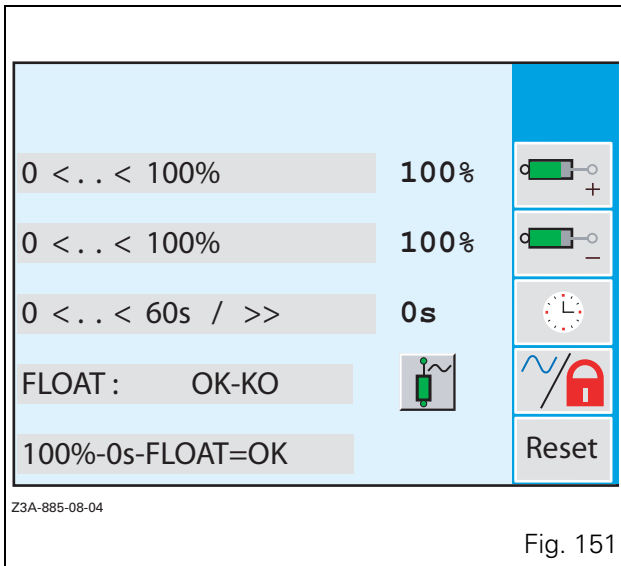 0 <..< 100% 100% +
0 <..< 100% 100% −
0 <..< 60s / >> 0s
FLOAT: OK-KO
100%-0s-FLOAT=OK Reset
Z3A-885-08-04
Fig. 151